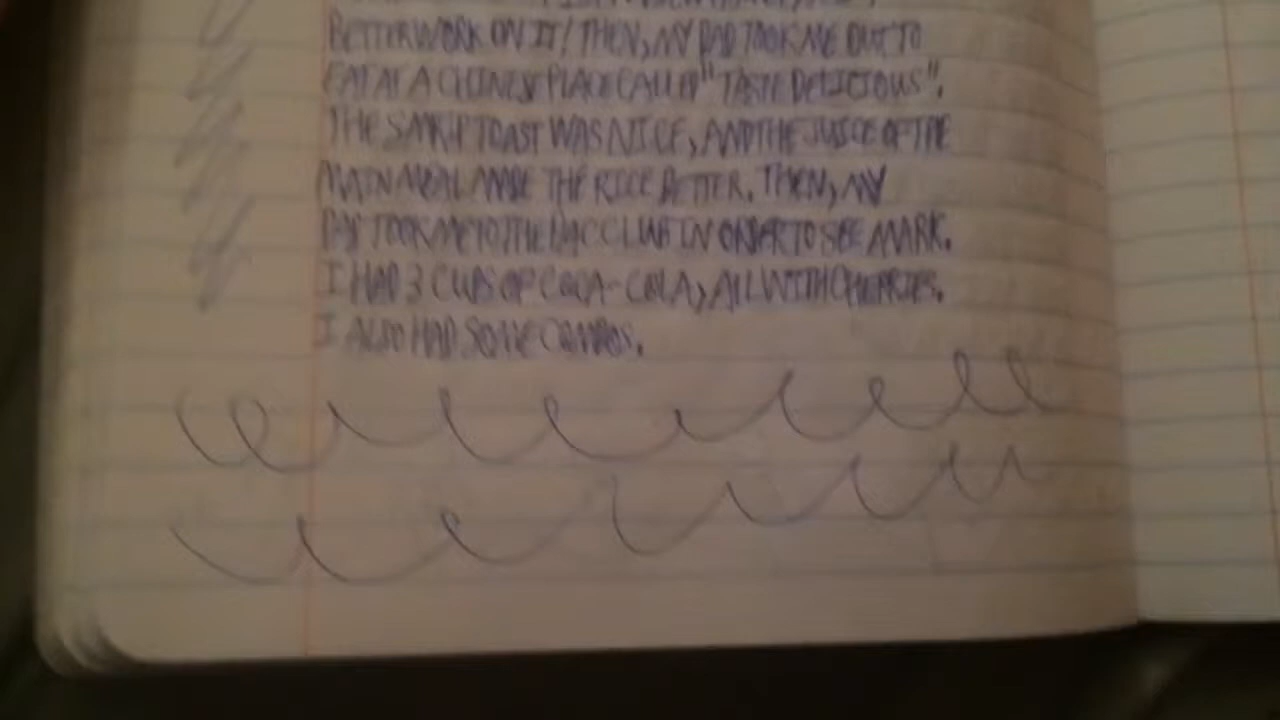 BETTER WORK ON IT! THEN, MY DAD TOOK ME OUT TO
EAT AT A CHINESE PLACE CALLED "TASTE DELICIOUS".
THE SHRIMP TOAST WAS NICE, AND THE JUICE OF THE
MAIN MEAL MADE THE RICE BETTER. THEN, MY
DAD TOOK ME TO THE CLUB IN ORDER TO SEE MARK.
I HAD 3 CUPS OF COCA-COLA, ALL WITH CHERRIES.
I ALSO HAD SOME COMBOS.